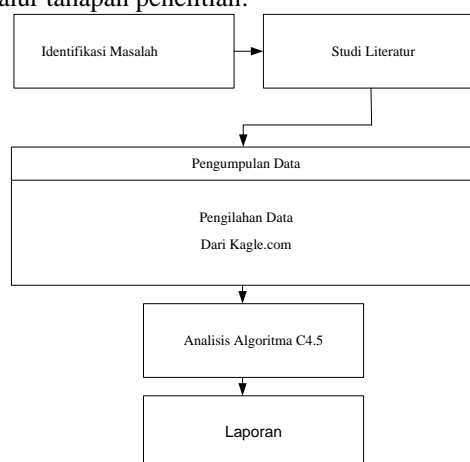 alur tahapan penelitian.
Identifikasi Masalah
Studi Literatur
Pengumpulan Data
Pengilahan Data
Dari Kagle.com
Analisis Algoritma C4.5
Laporan